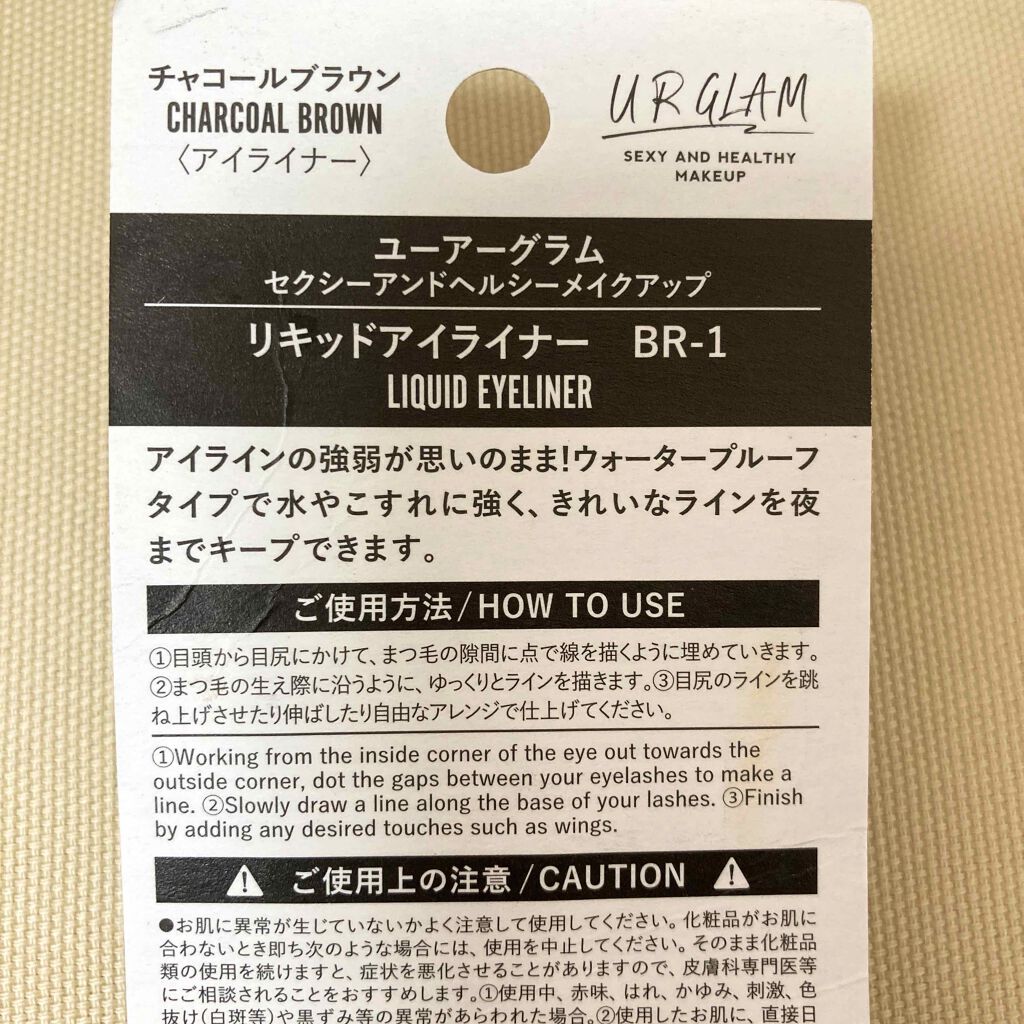 チャコールブラウン
CHARCOAL BROWN
〈アイライナー〉
UR GLAM
SEXY AND HEALTHY
MAKEUP
ユーアーグラム
セクシーアンドヘルシーメイクアップ
リキッドアイライナー BR-1
LIQUID EYELINER
アイラインの強弱が思いのまま!ウォータープルーフ
タイプで水やこすれに強く、きれいなラインを夜
までキープできます。
ご使用方法/HOW TO USE
①目頭から目尻にかけて、まつ毛の隙間に点で線を描くように埋めていきます。
②まつ毛の生え際に沿うように、ゆっくりとラインを描きます。③目尻のラインを跳
ね上げさせたり伸ばしたり自由なアレンジで仕上げてください。
①Working from the inside corner of the eye out towards the
outside corner, dot the gaps between your eyelashes to make a
line. ②Slowly draw a line along the base of your lashes. ③Finish
by adding any desired touches such as wings.
ご使用上の注意/CAUTION
●お肌に異常が生じていないかよく注意して使用してください。化粧品がお肌に
合わないとき即ち次のような場合には、使用を中止してください。そのまま化粧品
類の使用を続けますと、症状を悪化させることがありますので、皮膚科専門医等
にご相談されることをおすすめします。①使用中、赤味、はれ、かゆみ、刺激、色
抜け(白斑等)や黒ずみ等の異常があらわれた場合。②使用したお肌に、直接日